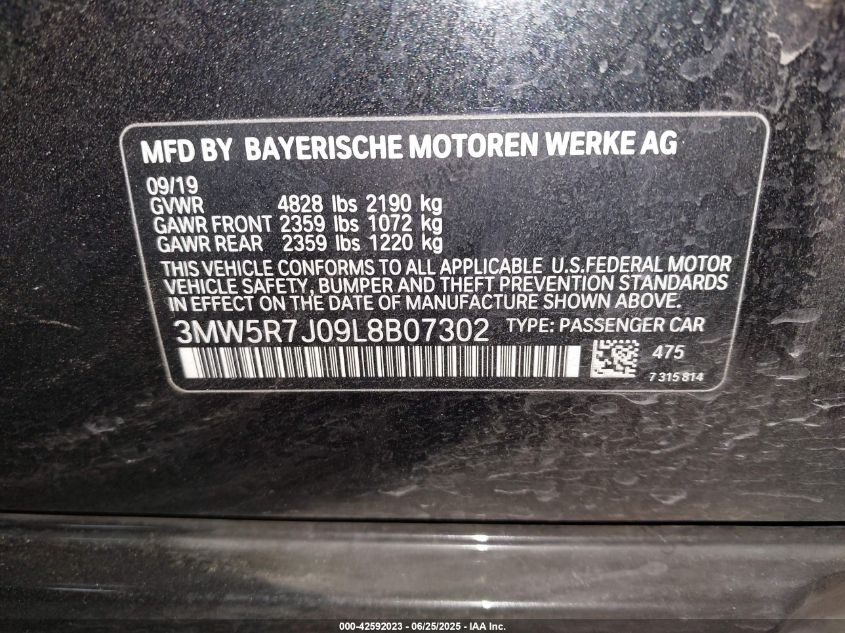 MFD BY BAYERISCHE MOTOREN WERKE AG
09/19
GVWR 4828 lbs 2190 kg
GAWR FRONT 2359 lbs 1072 kg
GAWR REAR 2359 lbs 1220 kg
THIS VEHICLE CONFORMS TO ALL APPLICABLE U.S.FEDERAL MOTOR
VEHICLE SAFETY, BUMPER AND THEFT PREVENTION STANDARDS
IN EFFECT ON THE DATE OF MANUFACTURE SHOWN ABOVE.
3MW5R7J09L8B07302 TYPE: PASSENGER CAR
475
7 315 814
000-42592023 - 06/25/2025 - IAA Inc.